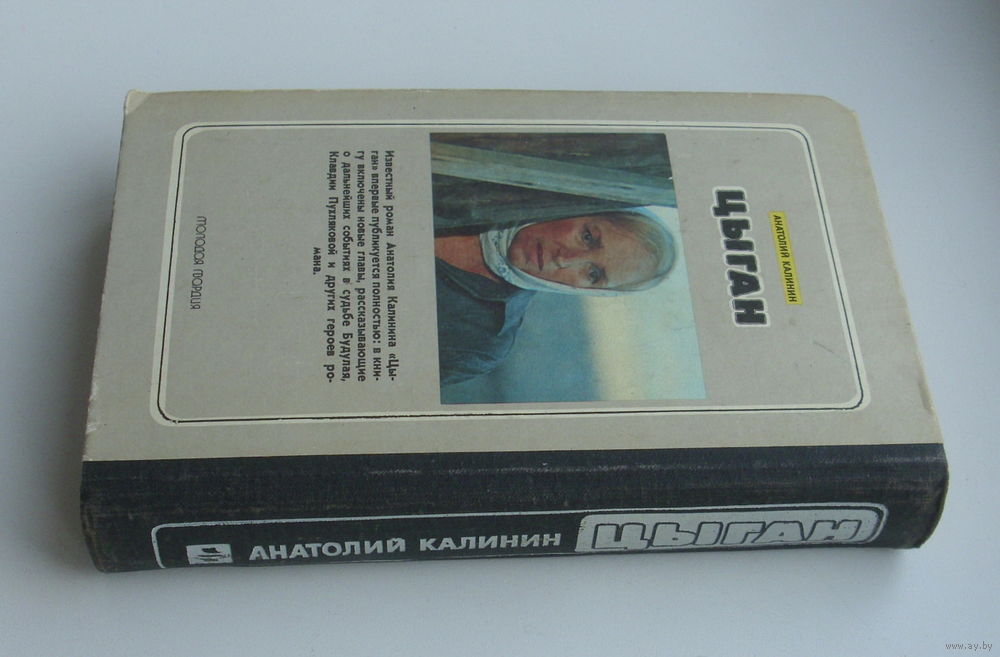 АНАТОЛИЙ КАЛИНИН
ЦЫГАН
Известный роман Анатолия Калинина «Цы-
ган» впервые публикуется полностью: в кни-
гу включены новые главы, рассказывающие
о дальнейших событиях в судьбе Будулая,
Клавдии Пухляковой и других героев ро-
мана.
МОЛОДАЯ ГВАРДИЯ
АНАТОЛИЙ КАЛИНИН
ЦЫГАН
www.ay.by